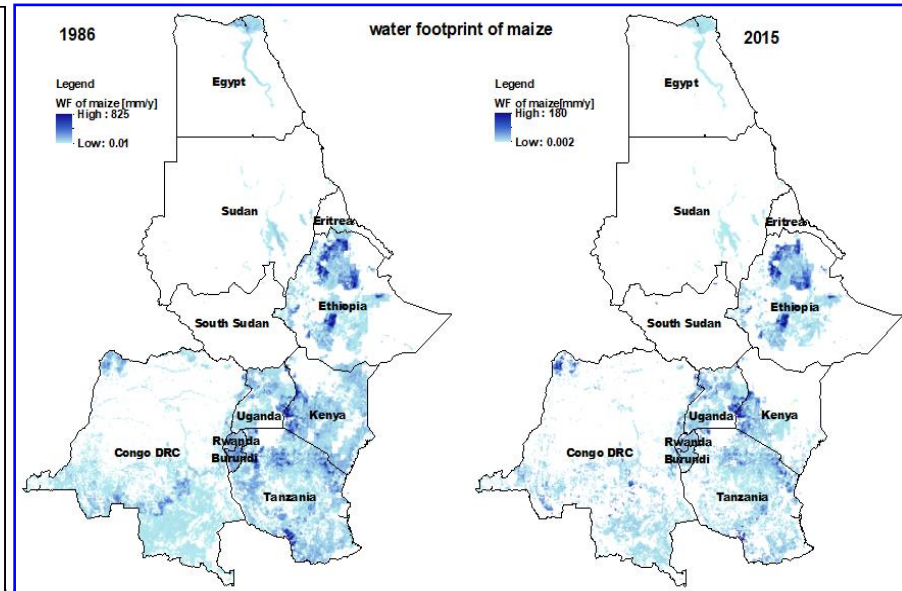 water footprint of maize
1986
Legend
WF of maize[mm/y]
High : 825
Low: 0.01
Egypt
Sudan
Eritrea
Ethiopia
South Sudan
Uganda
Kenya
Rwanda
Burundi
Congo DRC
Tanzania
2015
Legend
WF of maize[mm/y]
High : 180
Low: 0.002
Egypt
Sudan
Eritrea
Ethiopia
South Sudan
Uganda
Kenya
Rwanda
Burundi
Congo DRC
Tanzania